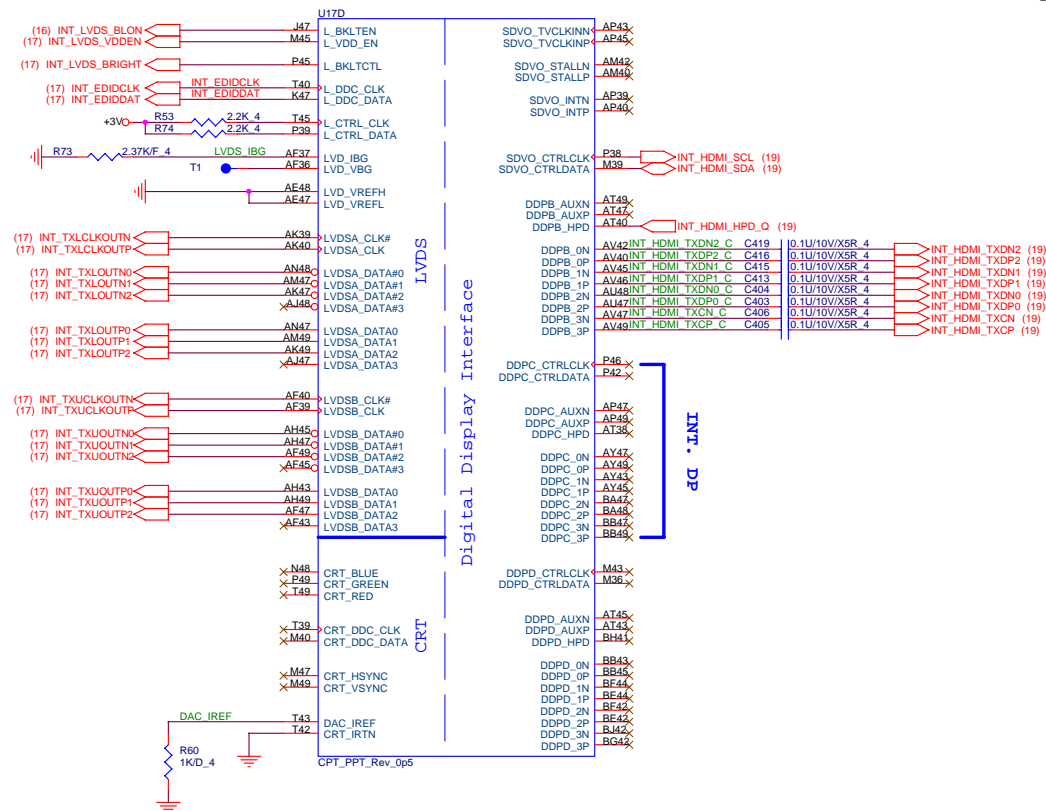 U17D
(16) INT_LVDS_BLON J47 L_BKLTEN
(17) INT_LVDS_VDDEN M45 L_VDD_EN
(17) INT_LVDS_BRIGHT P45 L_BKLTCTL
(17) INT_EDIDCLK INT_EDIDCLK T40 L_DDC_CLK
(17) INT_EDIDDAT INT_EDIDDAT K47 L_DDC_DATA
+3V R53 2.2K_4 T45 L_CTRL_CLK
R74 2.2K_4 P39 L_CTRL_DATA
R73 2.37K/F_4 LVDS_IBG AF37 LVD_IBG
T1 AF36 LVD_VBG
AE48 LVD_VREFH
AE47 LVD_VREFL
(17) INT_TXLCLKOUTN AK39 LVDSA_CLK#
(17) INT_TXLCLKOUTP AK40 LVDSA_CLK
(17) INT_TXLOUTN0 AN48 LVDSA_DATA#0
(17) INT_TXLOUTN1 AM47 LVDSA_DATA#1
(17) INT_TXLOUTN2 AK47 LVDSA_DATA#2
AJ48 LVDSA_DATA#3
(17) INT_TXLOUTP0 AN47 LVDSA_DATA0
(17) INT_TXLOUTP1 AM49 LVDSA_DATA1
(17) INT_TXLOUTP2 AK49 LVDSA_DATA2
AJ47 LVDSA_DATA3
(17) INT_TXUCLKOUTN AF40 LVDSB_CLK#
(17) INT_TXUCLKOUTP AF39 LVDSB_CLK
(17) INT_TXUOUTN0 AH45 LVDSB_DATA#0
(17) INT_TXUOUTN1 AH47 LVDSB_DATA#1
(17) INT_TXUOUTN2 AF49 LVDSB_DATA#2
AF45 LVDSB_DATA#3
(17) INT_TXUOUTP0 AH43 LVDSB_DATA0
(17) INT_TXUOUTP1 AH49 LVDSB_DATA1
(17) INT_TXUOUTP2 AF47 LVDSB_DATA2
AF43 LVDSB_DATA3
N48 CRT_BLUE
P49 CRT_GREEN
T49 CRT_RED
T39 CRT_DDC_CLK
M40 CRT_DDC_DATA
M47 CRT_HSYNC
M49 CRT_VSYNC
DAC_IREF T43 DAC_IREF
T42 CRT_IRTN
R60
1K/D_4
CPT_PPT_Rev_0p5
LVDS
CRT
Digital Display Interface
SDVO_TVCLKINN AP43
SDVO_TVCLKINP AP45
SDVO_STALLN AM42
SDVO_STALLP AM40
SDVO_INTN AP39
SDVO_INTP AP40
SDVO_CTRLCLK P38 INT_HDMI_SCL (19)
SDVO_CTRLDATA M39 INT_HDMI_SDA (19)
DDPB_AUXN AT49
DDPB_AUXP AT47
DDPB_HPD AT40 INT_HDMI_HPD_Q (19)
DDPB_0N AV42 INT_HDMI_TXDN2_C C419 0.1U/10V/X5R_4 INT_HDMI_TXDN2 (19)
DDPB_0P AV40 INT_HDMI_TXDP2_C C416 0.1U/10V/X5R_4 INT_HDMI_TXDP2 (19)
DDPB_1N AV45 INT_HDMI_TXDN1_C C415 0.1U/10V/X5R_4 INT_HDMI_TXDN1 (19)
DDPB_1P AV46 INT_HDMI_TXDP1_C C413 0.1U/10V/X5R_4 INT_HDMI_TXDP1 (19)
DDPB_2N AU48 INT_HDMI_TXDN0_C C404 0.1U/10V/X5R_4 INT_HDMI_TXDN0 (19)
DDPB_2P AU47 INT_HDMI_TXDP0_C C403 0.1U/10V/X5R_4 INT_HDMI_TXDP0 (19)
DDPB_3N AV47 INT_HDMI_TXCN_C C406 0.1U/10V/X5R_4 INT_HDMI_TXCN (19)
DDPB_3P AV49 INT_HDMI_TXCP_C C405 0.1U/10V/X5R_4 INT_HDMI_TXCP (19)
DDPC_CTRLCLK P46
DDPC_CTRLDATA P42
DDPC_AUXN AP47
DDPC_AUXP AP49
DDPC_HPD AT38
DDPC_0N AY47
DDPC_0P AY49
DDPC_1N AY43
DDPC_1P AY45
DDPC_2N BA47
DDPC_2P BA48
DDPC_3N BB47
DDPC_3P BB49
INT. DP
DDPD_CTRLCLK M43
DDPD_CTRLDATA M36
DDPD_AUXN AT45
DDPD_AUXP AT43
DDPD_HPD BH41
DDPD_0N BB43
DDPD_0P BB45
DDPD_1N BF44
DDPD_1P BE44
DDPD_2N BF42
DDPD_2P BE42
DDPD_3N BJ42
DDPD_3P BG42